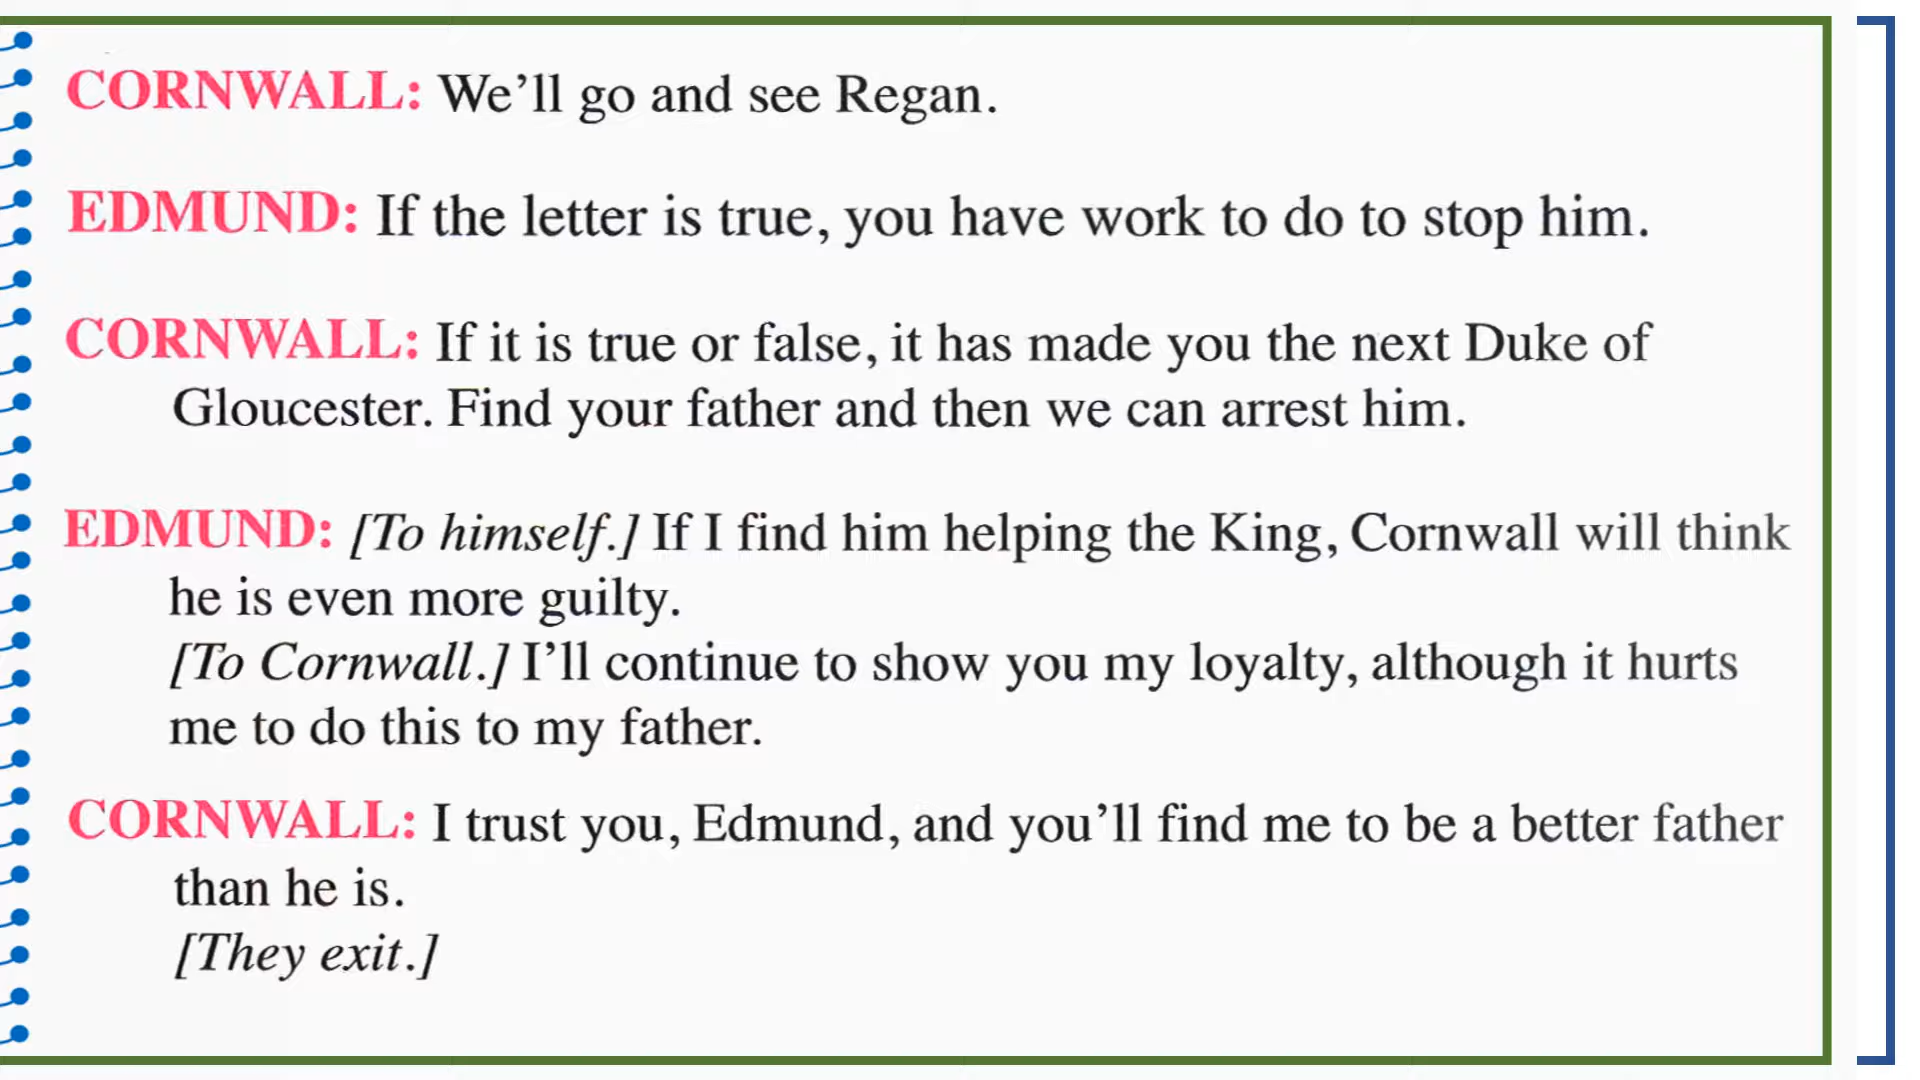 CORNWALL: We’ll go and see Regan.
EDMUND: If the letter is true, you have work to do to stop him.
CORNWALL: If it is true or false, it has made you the next Duke of
Gloucester. Find your father and then we can arrest him.
EDMUND: [To himself.] If I find him helping the King, Cornwall will think
he is even more guilty.
[To Cornwall.] I’ll continue to show you my loyalty, although it hurts
me to do this to my father.
CORNWALL: I trust you, Edmund, and you’ll find me to be a better father
than he is.
[They exit.]